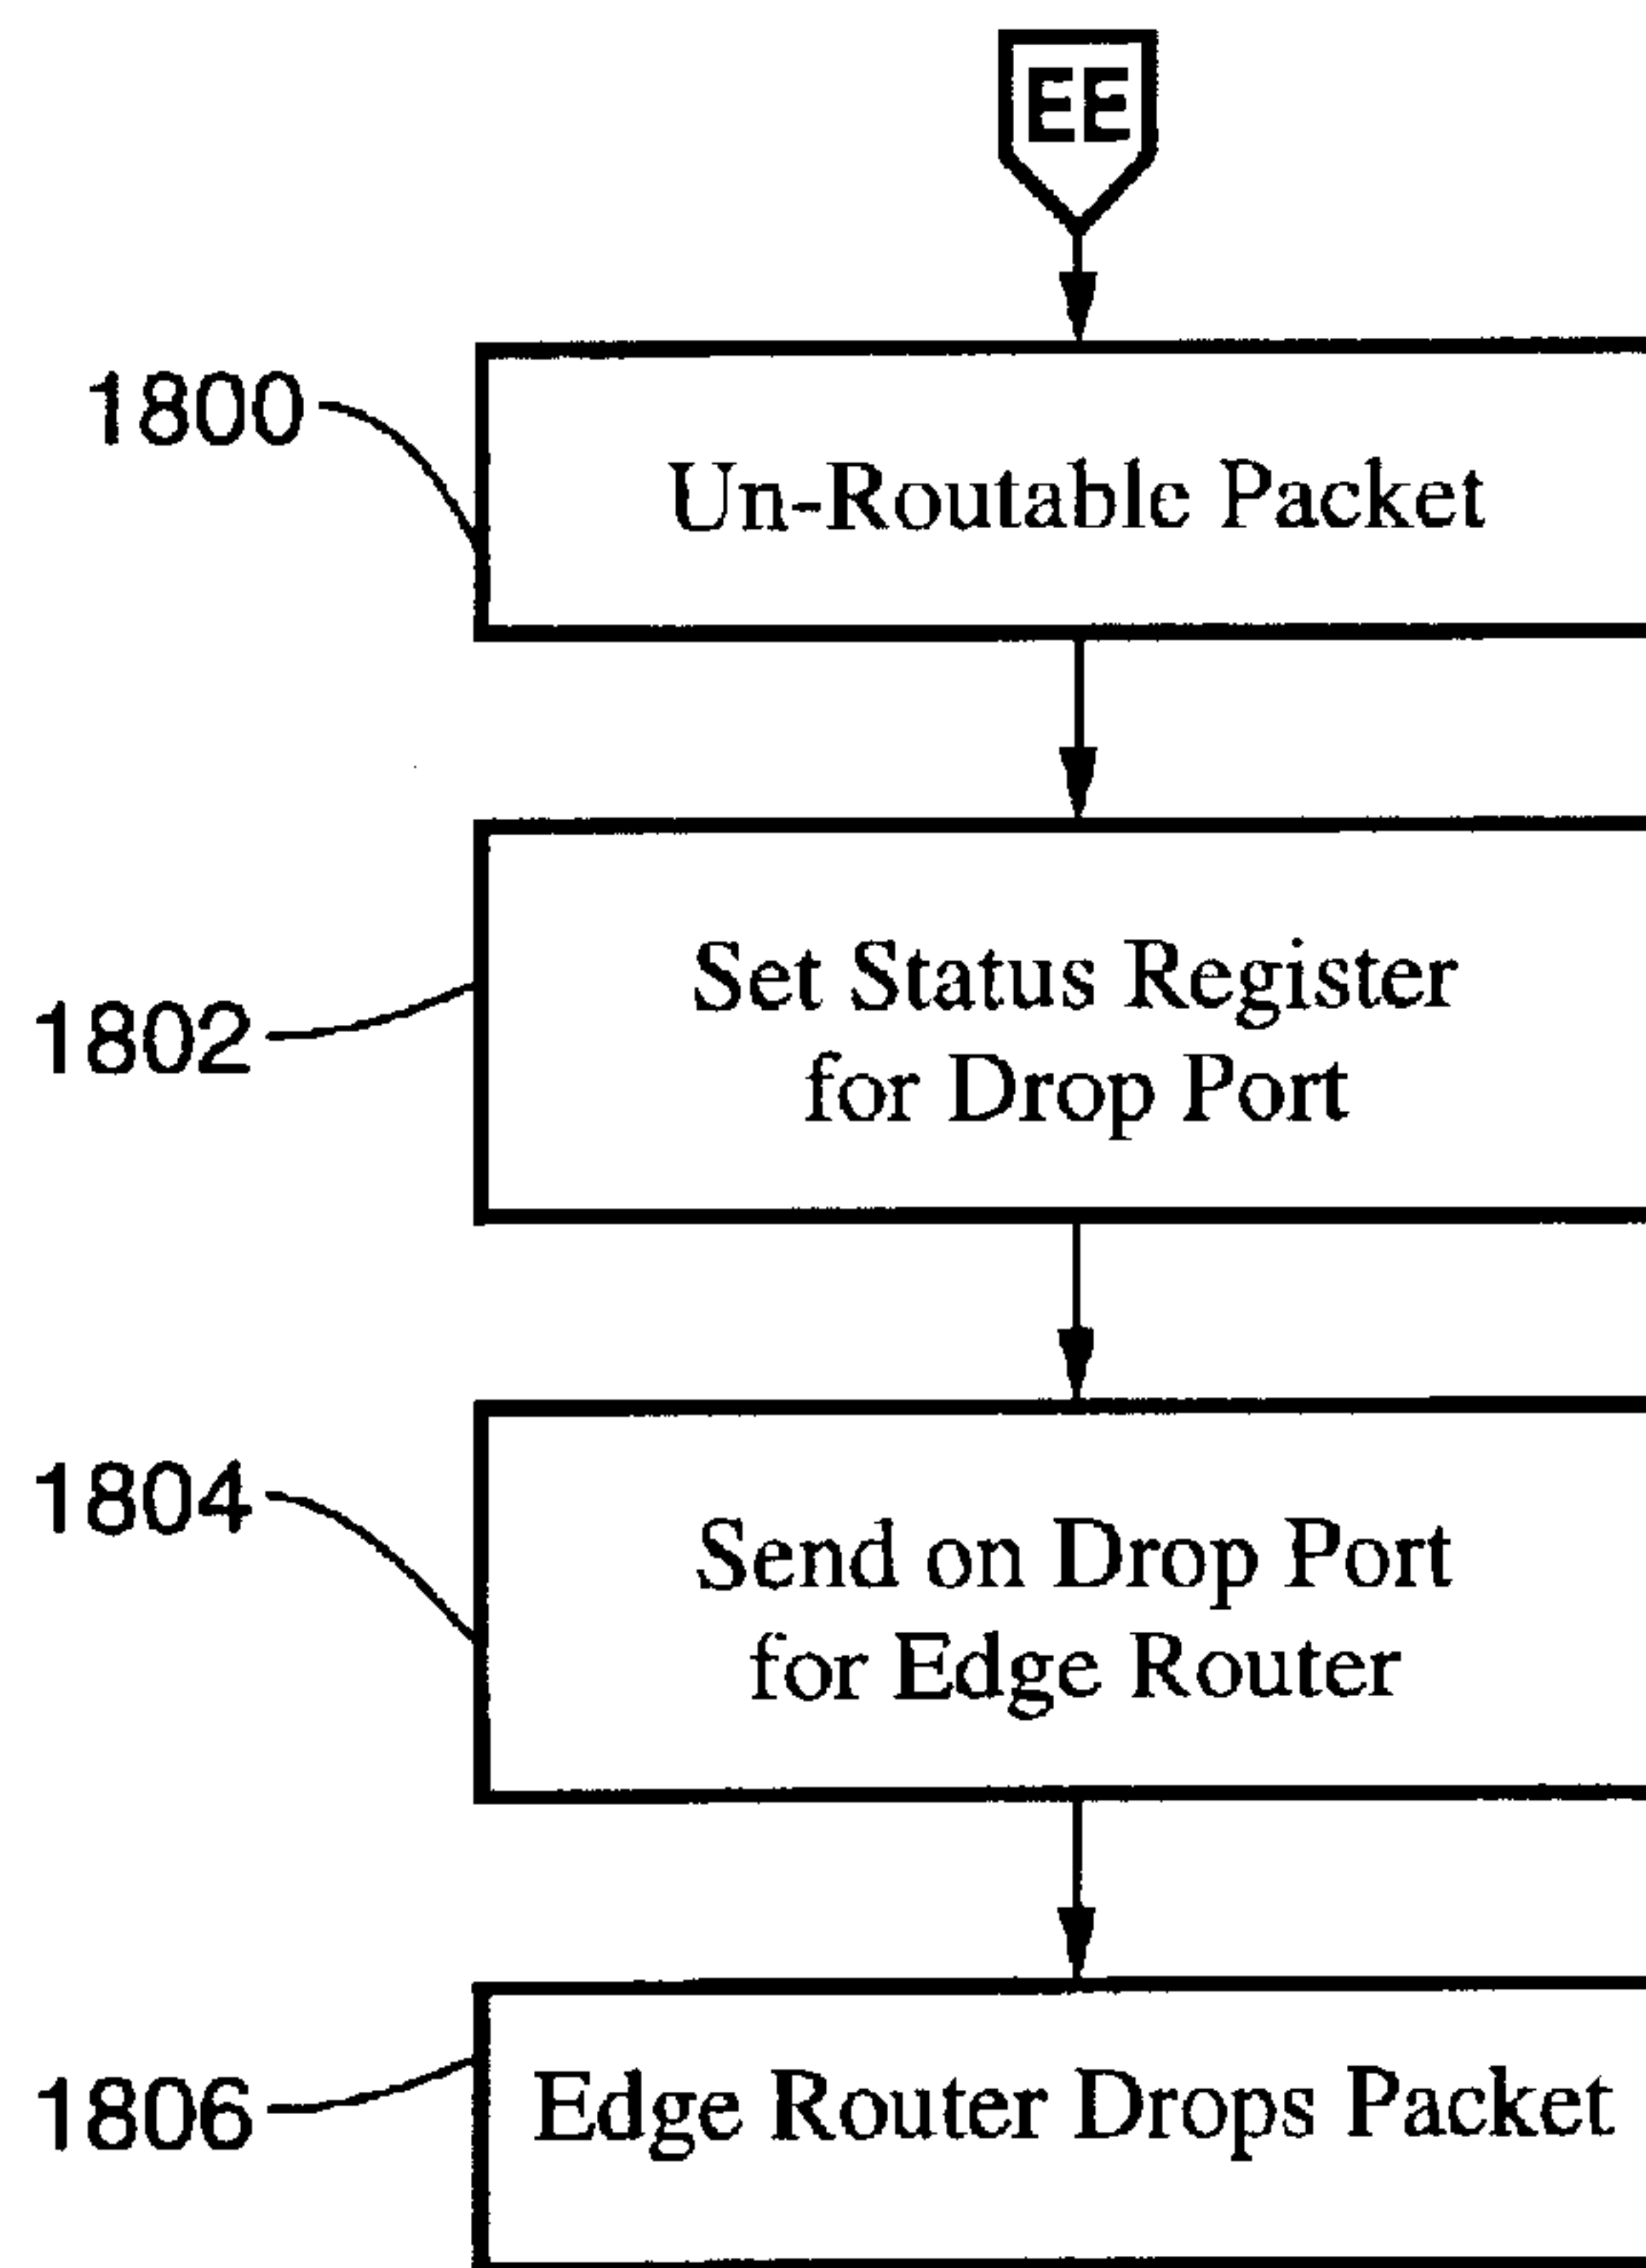 EE
1800
Un-Routable Packet
1802
Set Status Register
for Drop Port
1804
Send on Drop Port
for Edge Router
1806
Edge Router Drops Packet